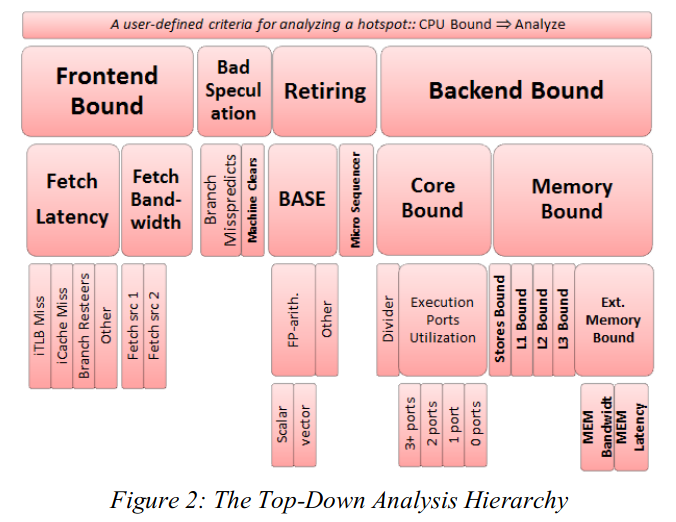 A user-defined criteria for analyzing a hotspot:: CPU Bound ⇒ Analyze
Frontend
Bound
Bad
Specul
ation
Retiring
Backend Bound
Fetch
Latency
Fetch
Band-
width
Branch
Misspredicts
Machine Clears
BASE
Micro Sequencer
Core
Bound
Memory
Bound
iTLB Miss
iCache Miss
Branch Resteers
Other
Fetch src 1
Fetch src 2
FP-arith.
Other
Divider
Execution
Ports
Utilization
Stores Bound
L1 Bound
L2 Bound
L3 Bound
Ext.
Memory
Bound
Scalar
vector
3+ ports
2 ports
1 port
0 ports
MEM
Bandwidt
MEM
Latency
Figure 2: The Top-Down Analysis Hierarchy